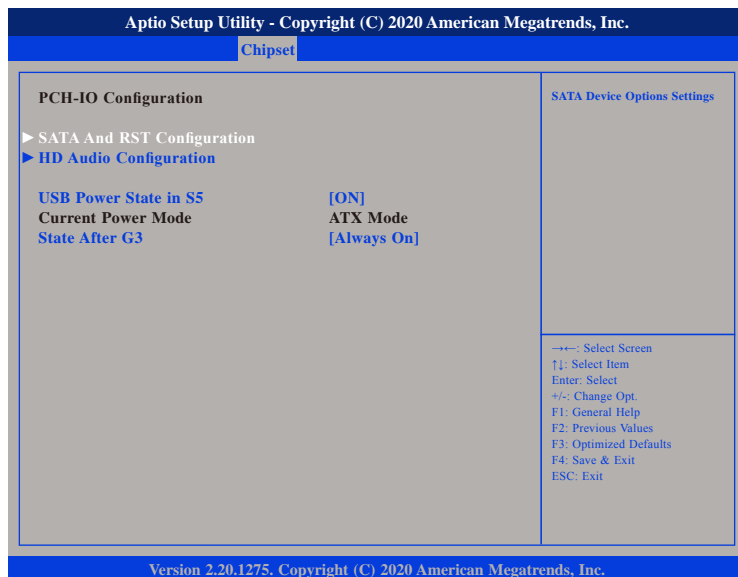 Aptio Setup Utility - Copyright (C) 2020 American Megatrends, Inc.
Chipset
PCH-IO Configuration
► SATA And RST Configuration
► HD Audio Configuration
USB Power State in S5 [ON]
Current Power Mode ATX Mode
State After G3 [Always On]
SATA Device Options Settings
→←: Select Screen
↑↓: Select Item
Enter: Select
+/-: Change Opt.
F1: General Help
F2: Previous Values
F3: Optimized Defaults
F4: Save & Exit
ESC: Exit
Version 2.20.1275. Copyright (C) 2020 American Megatrends, Inc.